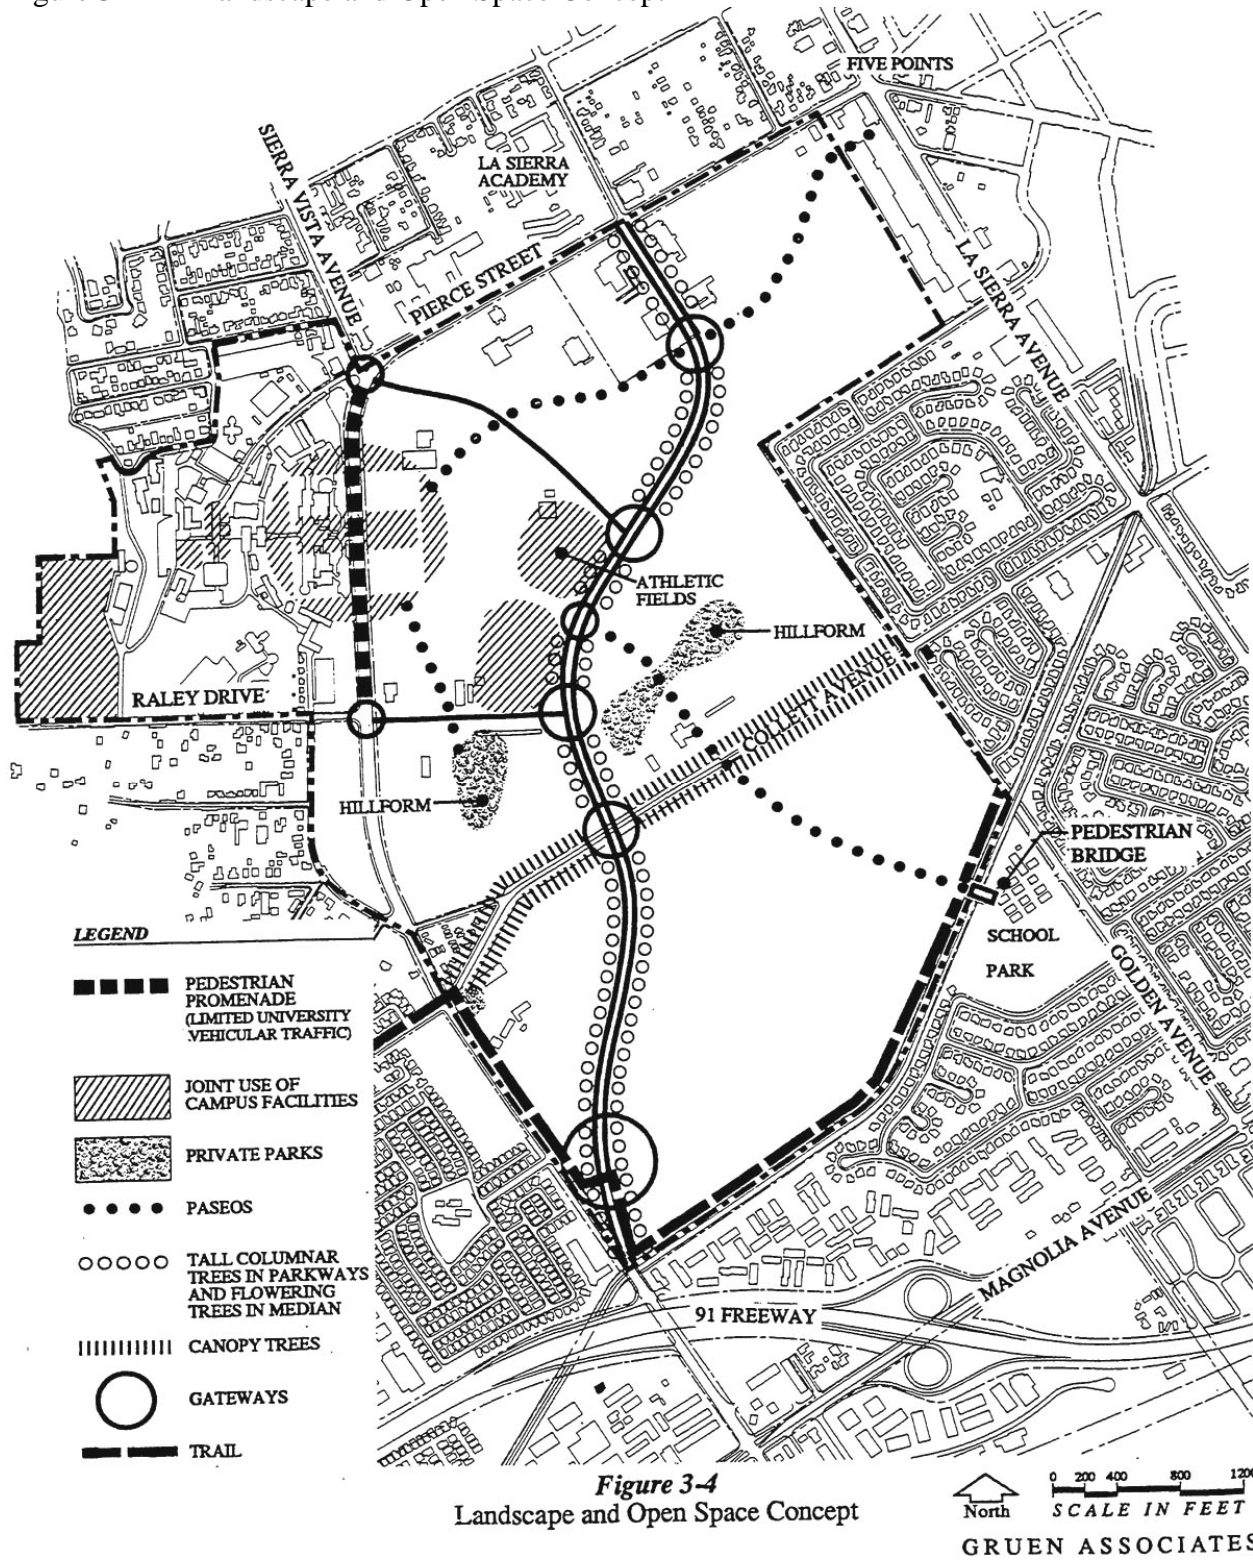 FIVE POINTS
SIERRA VISTA AVENUE
LA SIERRA
ACADEMY
PIERCE STREET
LA SIERRA AVENUE
ATHLETIC
FIELDS
HILLFORM
RALEY DRIVE
COLLETT AVENUE
HILLFORM
PEDESTRIAN
BRIDGE
SCHOOL
PARK
GOLDEN AVENUE
MAGNOLIA AVENUE
91 FREEWAY
LEGEND
PEDESTRIAN
PROMENADE
(LIMITED UNIVERSITY
VEHICULAR TRAFFIC)
JOINT USE OF
CAMPUS FACILITIES
PRIVATE PARKS
PASEOS
TALL COLUMNAR
TREES IN PARKWAYS
AND FLOWERING
TREES IN MEDIAN
CANOPY TREES
GATEWAYS
TRAIL
Figure 3-4
Landscape and Open Space Concept
North
0 200 400 800 1200
SCALE IN FEET
GRUEN ASSOCIATES